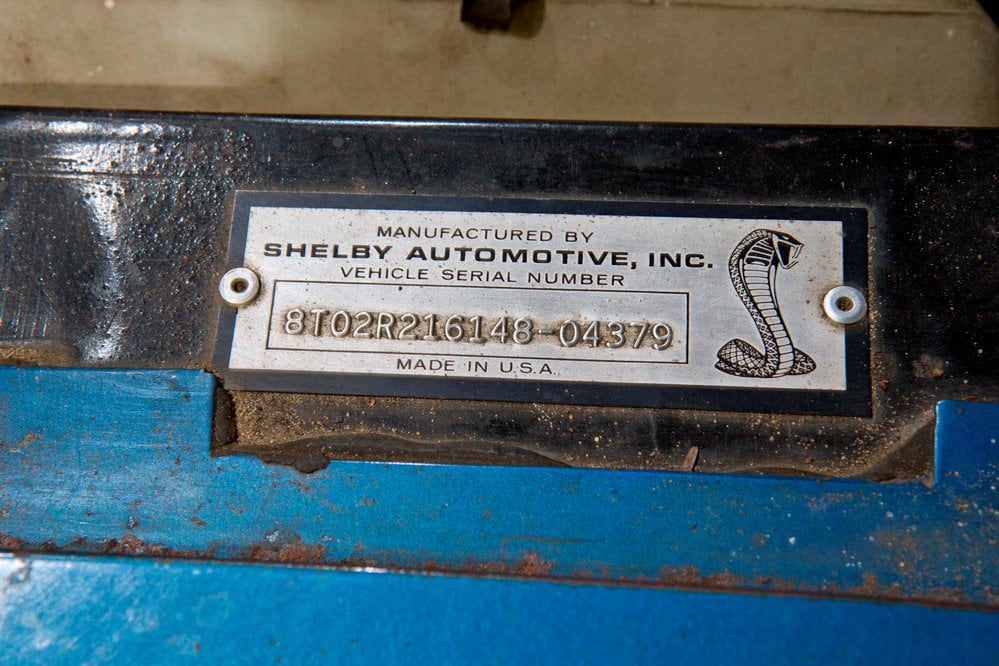 MANUFACTURED BY
SHELBY AUTOMOTIVE, INC.
VEHICLE SERIAL NUMBER
8T02R216148-04379
MADE IN U.S.A.